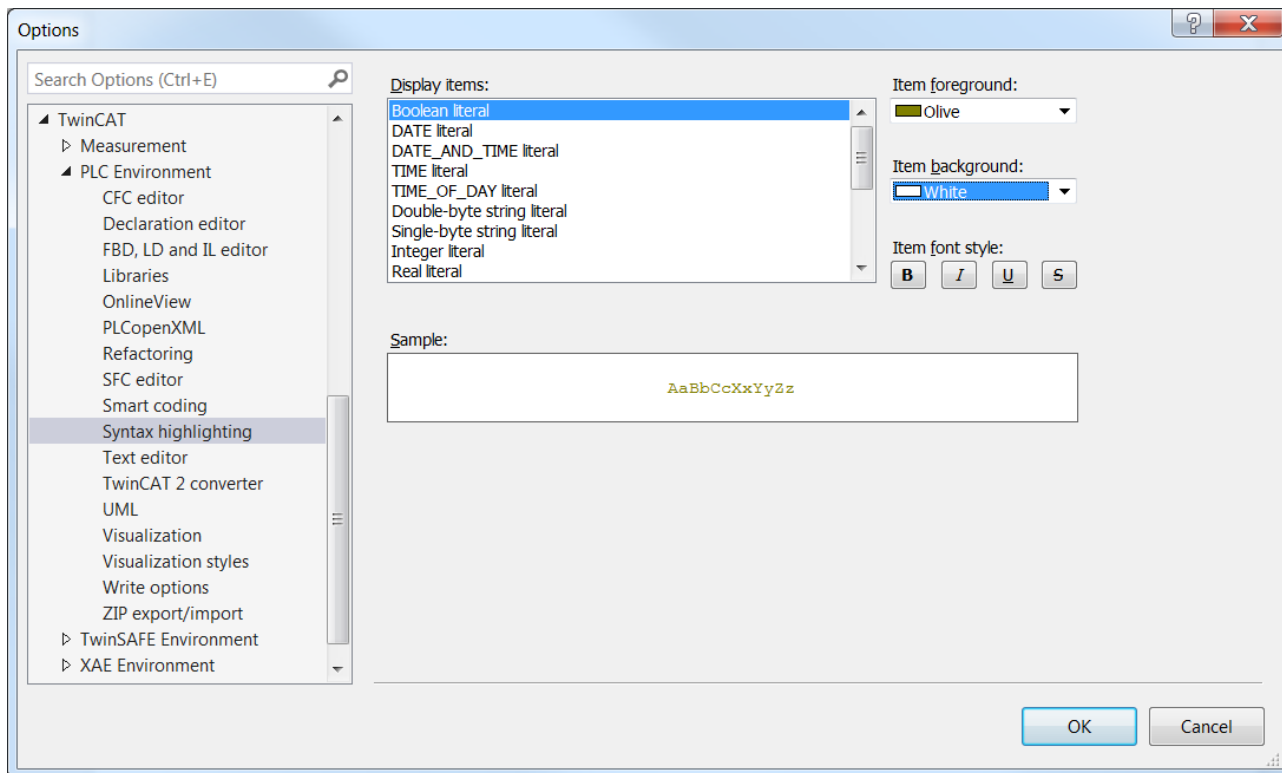 Options
Search Options (Ctrl+E)
TwinCAT
Measurement
PLC Environment
CFC editor
Declaration editor
FBD, LD and IL editor
Libraries
OnlineView
PLCopenXML
Refactoring
SFC editor
Smart coding
Syntax highlighting
Text editor
TwinCAT 2 converter
UML
Visualization
Visualization styles
Write options
ZIP export/import
TwinSAFE Environment
XAE Environment
Display items:
Boolean literal
DATE literal
DATE_AND_TIME literal
TIME literal
TIME_OF_DAY literal
Double-byte string literal
Single-byte string literal
Integer literal
Real literal
Item foreground:
Olive
Item background:
White
Item font style:
B I U S
Sample:
AaBbCcXxYyZz
OK Cancel